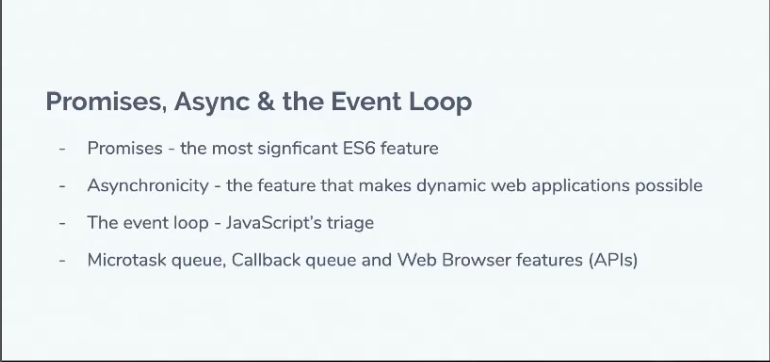 Promises, Async & the Event Loop
- Promises - the most signficant ES6 feature
- Asynchronicity - the feature that makes dynamic web applications possible
- The event loop - JavaScript's triage
- Microtask queue, Callback queue and Web Browser features (APIs)